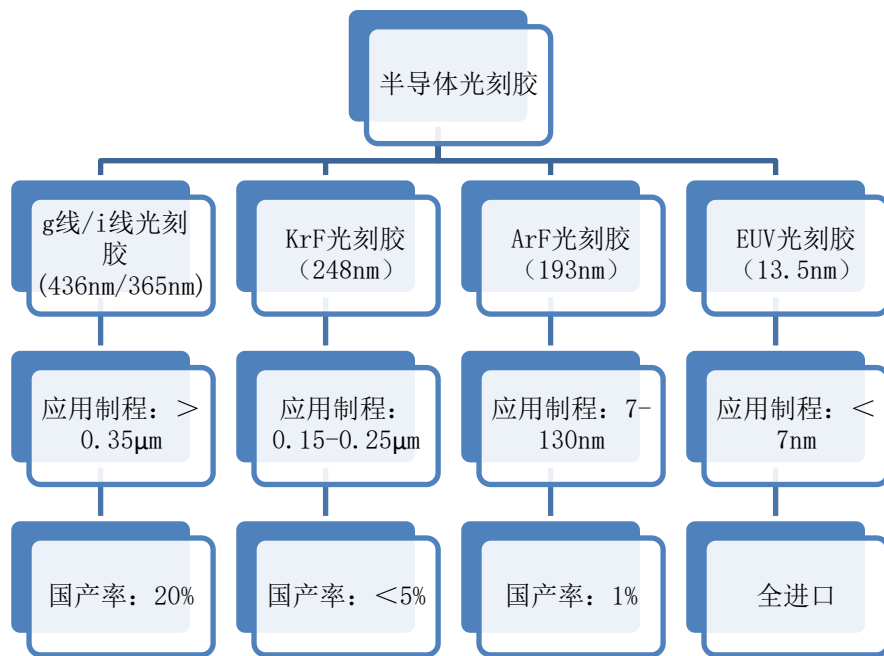 半导体光刻胶
g线/i线光刻
胶
(436nm/365nm)
KrF光刻胶
（248nm）
ArF光刻胶
（193nm）
EUV光刻胶
（13.5nm）
应用制程：＞
0.35μm
应用制程：
0.15-0.25μm
应用制程：7-
130nm
应用制程：＜
7nm
国产率：20%
国产率：＜5%
国产率：1%
全进口